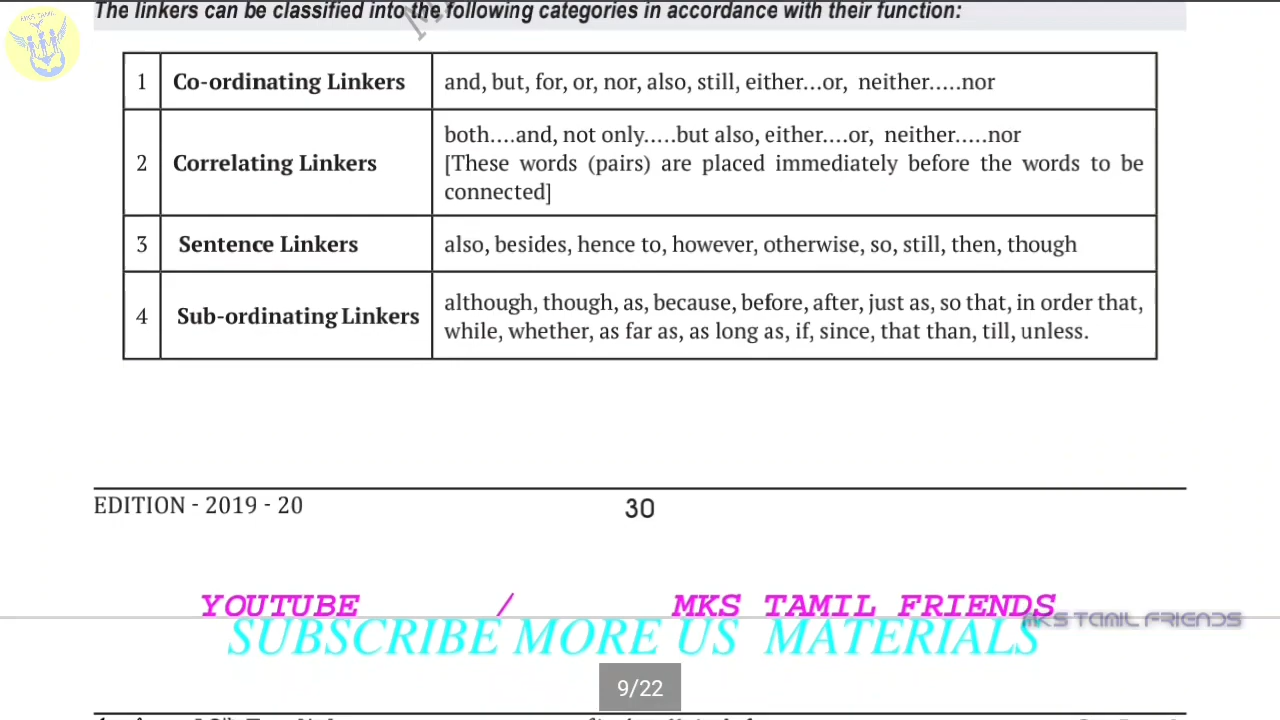 The linkers can be classified into the following categories in accordance with their function:
MKS TAMIL
1 Co-ordinating Linkers and, but, for, or, nor, also, still, either...or, neither.....nor
2 Correlating Linkers both....and, not only.....but also, either....or, neither.....nor
[These words (pairs) are placed immediately before the words to be
connected]
3 Sentence Linkers also, besides, hence to, however, otherwise, so, still, then, though
4 Sub-ordinating Linkers although, though, as, because, before, after, just as, so that, in order that,
while, whether, as far as, as long as, if, since, that than, till, unless.
EDITION - 2019 - 20 30
YOUTUBE / MKS TAMIL FRIENDS
MKS TAMIL FRIENDS
SUBSCRIBE MORE US MATERIALS
9/22